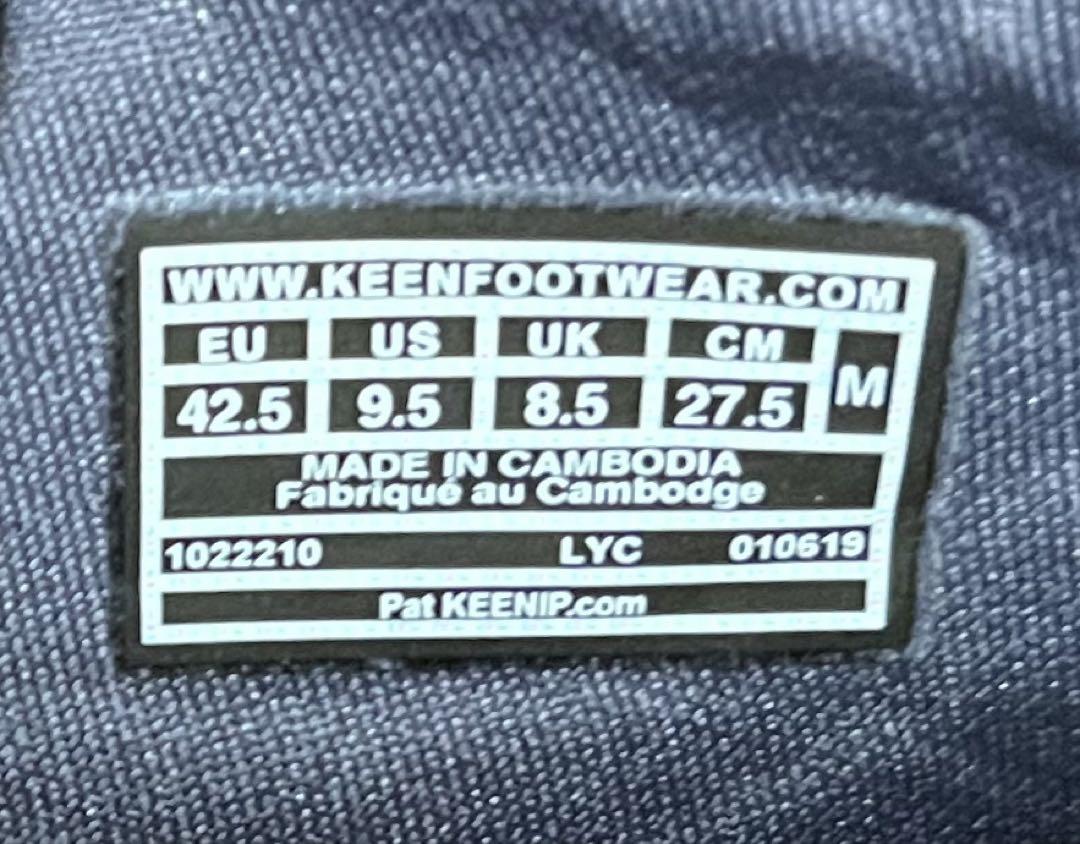 WWW.KEENFOOTWEAR.COM
EU US UK CM M
42.5 9.5 8.5 27.5
MADE IN CAMBODIA
Fabriqué au Cambodge
1022210 LYC 010619
Pat KEENIP.com